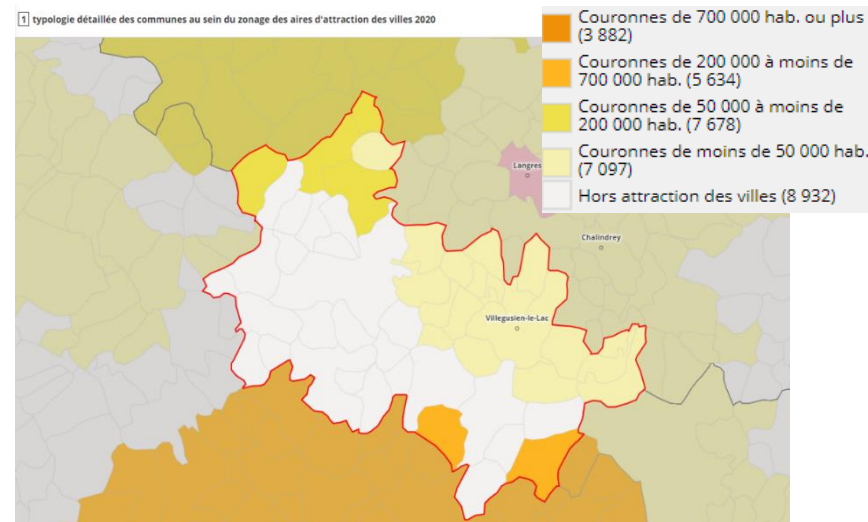 1 typologie détaillée des communes au sein du zonage des aires d'attraction des villes 2020
Couronnes de 700 000 hab. ou plus
(3 882)
Couronnes de 200 000 à moins de
700 000 hab. (5 634)
Couronnes de 50 000 à moins de
200 000 hab. (7 678)
Couronnes de moins de 50 000 hab.
(7 097)
Hors attraction des villes (8 932)
Langres
Chalindrey
Villegusien-le-Lac